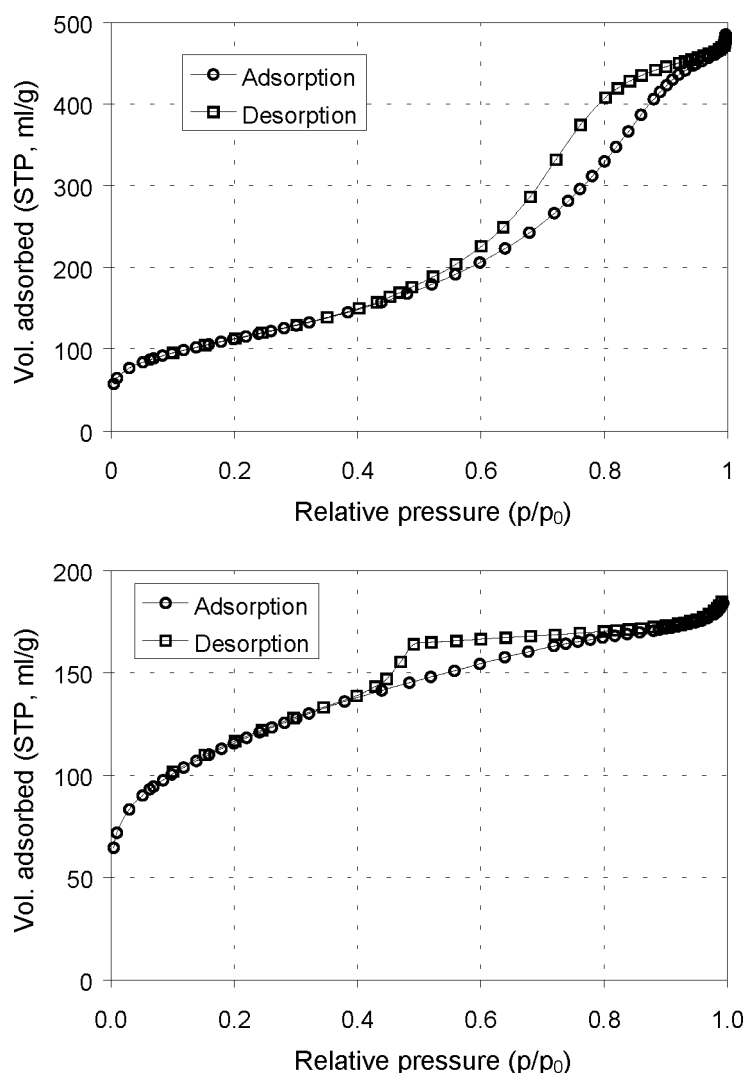 500
400
300
200
100
0
Vol. adsorbed (STP, ml/g)
Adsorption
Desorption
0 0.2 0.4 0.6 0.8 1
Relative pressure (p/p₀)
200
150
100
50
0
Vol. adsorbed (STP, ml/g)
Adsorption
Desorption
0.0 0.2 0.4 0.6 0.8 1.0
Relative pressure (p/p₀)